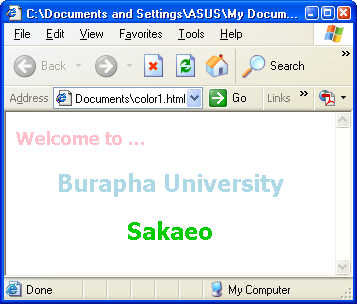 C:\Documents and Settings\ASUS\My Docum...
File Edit View Favorites Tools Help
Back Search
Address Documents\color1.html Go Links
Welcome to ...
Burapha University
Sakaeo
Done My Computer